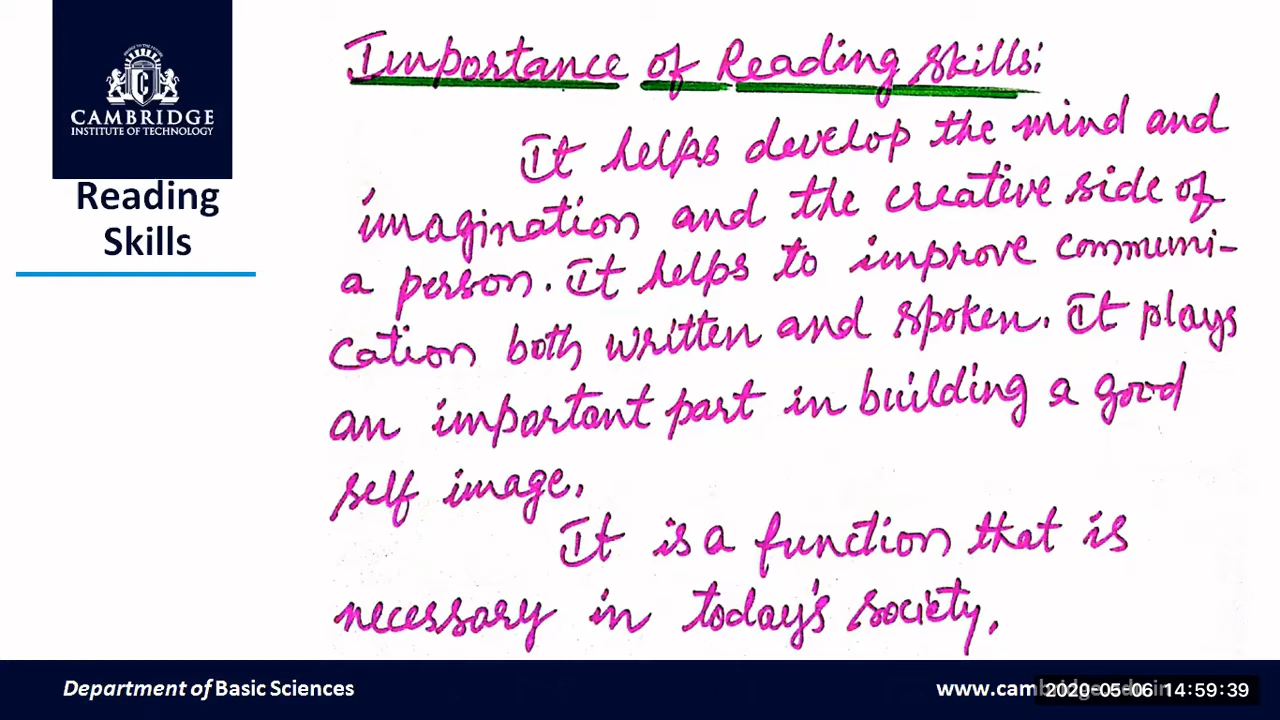 CAMBRIDGE
INSTITUTE OF TECHNOLOGY
Reading
Skills
Importance of Reading skills:
It helps develop the mind and
imagination and the creative side of
a person. It helps to improve communi-
cation both written and spoken. It plays
an important part in building a good
self image.
It is a function that is
necessary in today's society.
Department of Basic Sciences
www.cam
2020-05-06 14:59:39